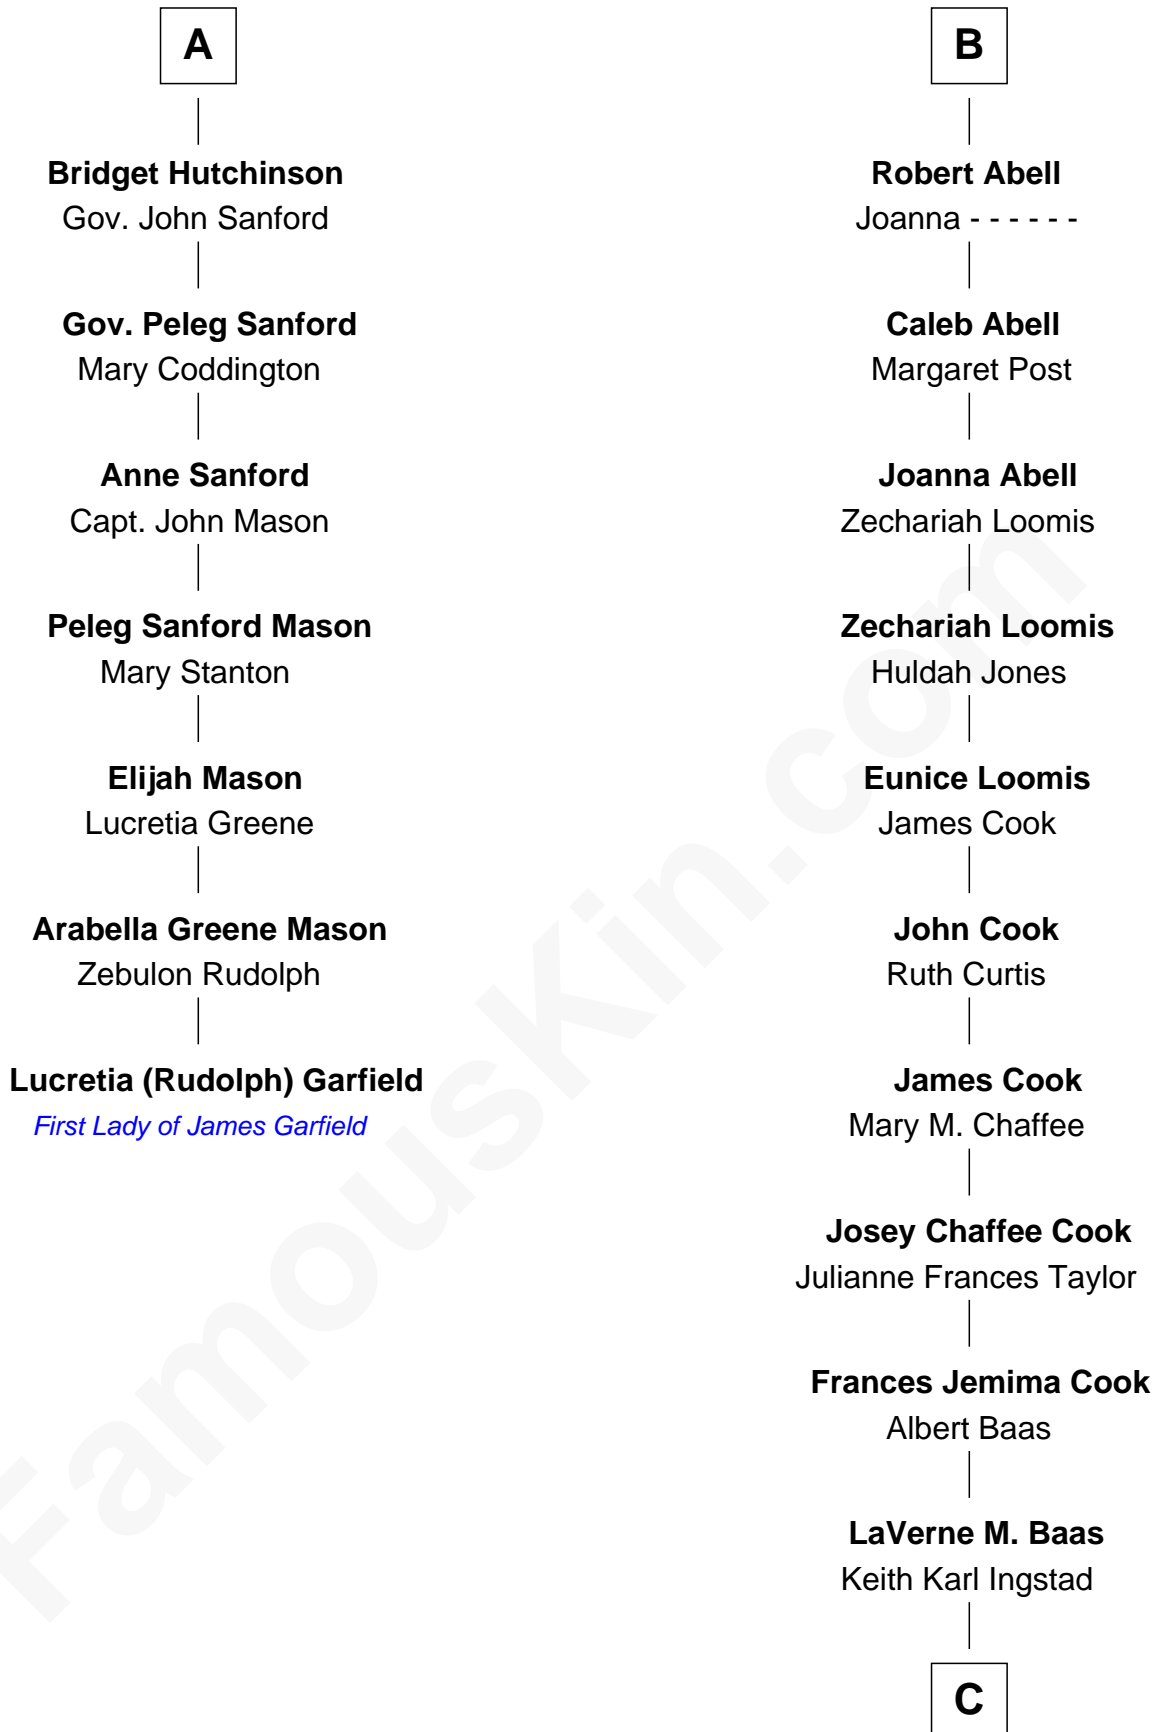 A
Bridget Hutchinson
Gov. John Sanford
Gov. Peleg Sanford
Mary Coddington
Anne Sanford
Capt. John Mason
Peleg Sanford Mason
Mary Stanton
Elijah Mason
Lucretia Greene
Arabella Greene Mason
Zebulon Rudolph
Lucretia (Rudolph) Garfield
First Lady of James Garfield
B
Robert Abell
Joanna - - - - - -
Caleb Abell
Margaret Post
Joanna Abell
Zechariah Loomis
Zechariah Loomis
Huldah Jones
Eunice Loomis
James Cook
John Cook
Ruth Curtis
James Cook
Mary M. Chaffee
Josey Chaffee Cook
Julianne Frances Taylor
Frances Jemima Cook
Albert Baas
LaVerne M. Baas
Keith Karl Ingstad
C
FamousKin.com